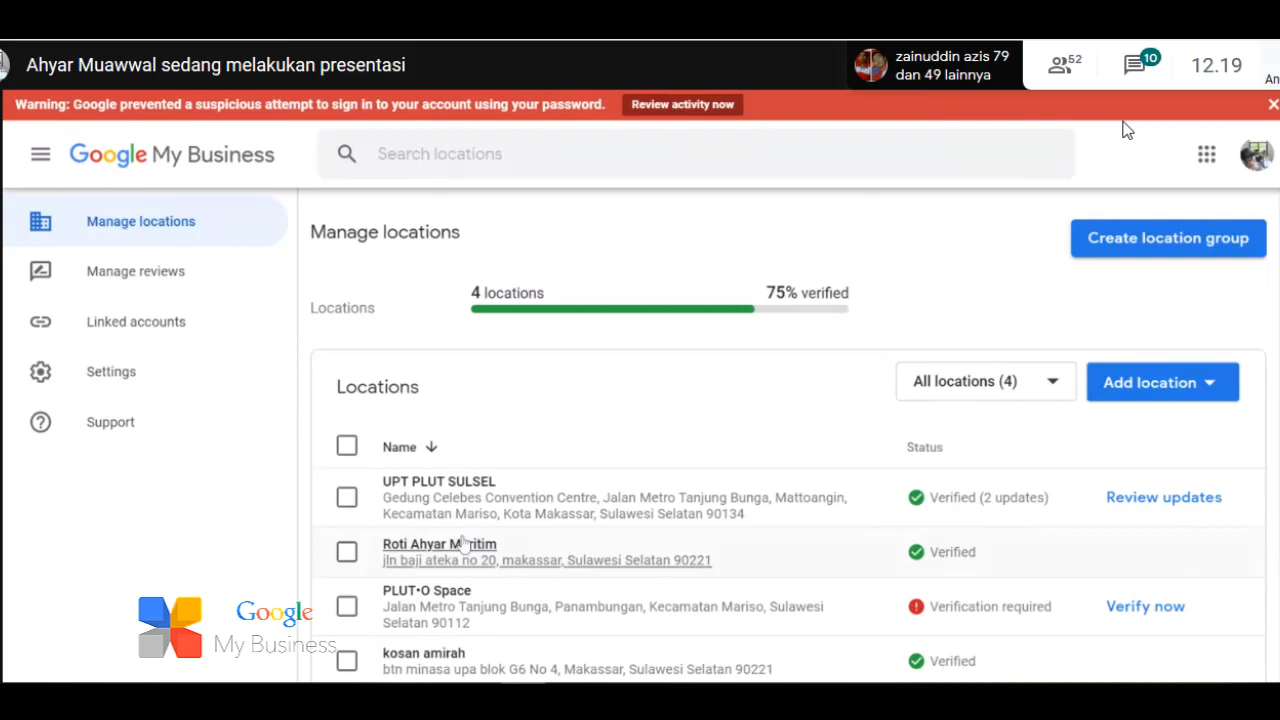 Ahyar Muawwal sedang melakukan presentasi
zainuddin azis 79
dan 49 lainnya
52
10
12.19
An
Warning: Google prevented a suspicious attempt to sign in to your account using your password.
Review activity now
Google My Business
Search locations
Manage locations
Manage reviews
Linked accounts
Settings
Support
Manage locations
Create location group
Locations
4 locations
75% verified
Locations
All locations (4)
Add location
Name
Status
UPT PLUT SULSEL
Gedung Celebes Convention Centre, Jalan Metro Tanjung Bunga, Mattoangin,
Kecamatan Mariso, Kota Makassar, Sulawesi Selatan 90134
Verified (2 updates)
Review updates
Roti Ahyar Maritim
jln baji ateka no 20, makassar, Sulawesi Selatan 90221
Verified
PLUT•O Space
Jalan Metro Tanjung Bunga, Panambungan, Kecamatan Mariso, Sulawesi
Selatan 90112
Verification required
Verify now
kosan amirah
btn minasa upa blok G6 No 4, Makassar, Sulawesi Selatan 90221
Verified
Google
My Business